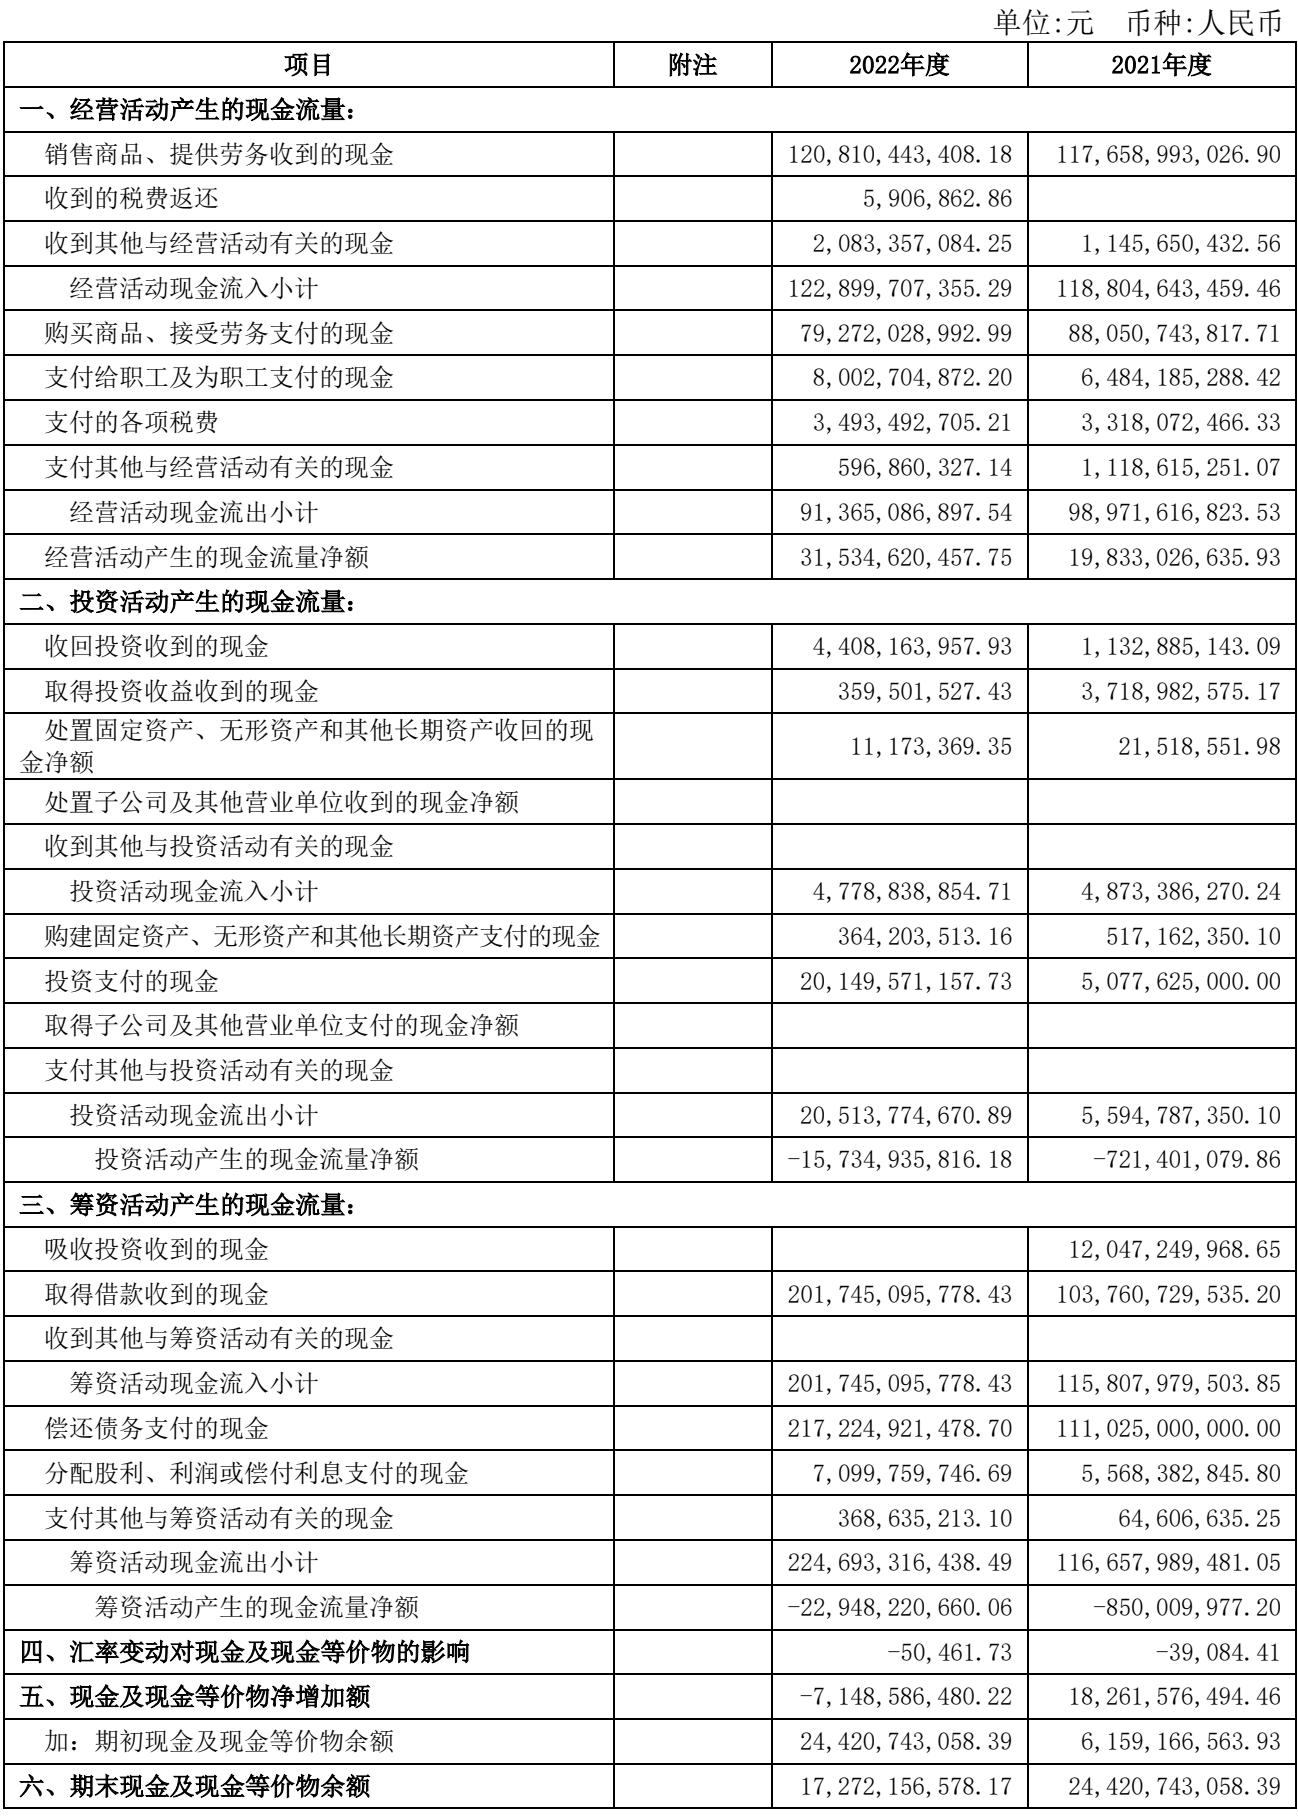 单位:元 币种:人民币
项目 附注 2022年度 2021年度
一、经营活动产生的现金流量：
销售商品、提供劳务收到的现金 120,810,443,408.18 117,658,993,026.90
收到的税费返还 5,906,862.86
收到其他与经营活动有关的现金 2,083,357,084.25 1,145,650,432.56
经营活动现金流入小计 122,899,707,355.29 118,804,643,459.46
购买商品、接受劳务支付的现金 79,272,028,992.99 88,050,743,817.71
支付给职工及为职工支付的现金 8,002,704,872.20 6,484,185,288.42
支付的各项税费 3,493,492,705.21 3,318,072,466.33
支付其他与经营活动有关的现金 596,860,327.14 1,118,615,251.07
经营活动现金流出小计 91,365,086,897.54 98,971,616,823.53
经营活动产生的现金流量净额 31,534,620,457.75 19,833,026,635.93
二、投资活动产生的现金流量：
收回投资收到的现金 4,408,163,957.93 1,132,885,143.09
取得投资收益收到的现金 359,501,527.43 3,718,982,575.17
处置固定资产、无形资产和其他长期资产收回的现
金净额 11,173,369.35 21,518,551.98
处置子公司及其他营业单位收到的现金净额
收到其他与投资活动有关的现金
投资活动现金流入小计 4,778,838,854.71 4,873,386,270.24
购建固定资产、无形资产和其他长期资产支付的现金 364,203,513.16 517,162,350.10
投资支付的现金 20,149,571,157.73 5,077,625,000.00
取得子公司及其他营业单位支付的现金净额
支付其他与投资活动有关的现金
投资活动现金流出小计 20,513,774,670.89 5,594,787,350.10
投资活动产生的现金流量净额 -15,734,935,816.18 -721,401,079.86
三、筹资活动产生的现金流量：
吸收投资收到的现金 12,047,249,968.65
取得借款收到的现金 201,745,095,778.43 103,760,729,535.20
收到其他与筹资活动有关的现金
筹资活动现金流入小计 201,745,095,778.43 115,807,979,503.85
偿还债务支付的现金 217,224,921,478.70 111,025,000,000.00
分配股利、利润或偿付利息支付的现金 7,099,759,746.69 5,568,382,845.80
支付其他与筹资活动有关的现金 368,635,213.10 64,606,635.25
筹资活动现金流出小计 224,693,316,438.49 116,657,989,481.05
筹资活动产生的现金流量净额 -22,948,220,660.06 -850,009,977.20
四、汇率变动对现金及现金等价物的影响 -50,461.73 -39,084.41
五、现金及现金等价物净增加额 -7,148,586,480.22 18,261,576,494.46
加：期初现金及现金等价物余额 24,420,743,058.39 6,159,166,563.93
六、期末现金及现金等价物余额 17,272,156,578.17 24,420,743,058.39